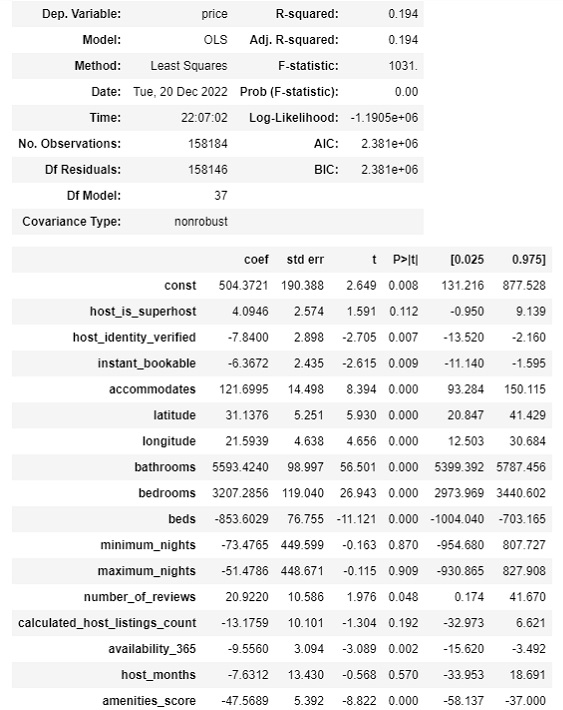 Dep. Variable: price R-squared: 0.194
Model: OLS Adj. R-squared: 0.194
Method: Least Squares F-statistic: 1031.
Date: Tue, 20 Dec 2022 Prob (F-statistic): 0.00
Time: 22:07:02 Log-Likelihood: -1.1905e+06
No. Observations: 158184 AIC: 2.381e+06
Df Residuals: 158146 BIC: 2.381e+06
Df Model: 37
Covariance Type: nonrobust
coef std err t P>|t| [0.025 0.975]
const 504.3721 190.388 2.649 0.008 131.216 877.528
host_is_superhost 4.0946 2.574 1.591 0.112 -0.950 9.139
host_identity_verified -7.8400 2.898 -2.705 0.007 -13.520 -2.160
instant_bookable -6.3672 2.435 -2.615 0.009 -11.140 -1.595
accommodates 121.6995 14.498 8.394 0.000 93.284 150.115
latitude 31.1376 5.251 5.930 0.000 20.847 41.429
longitude 21.5939 4.638 4.656 0.000 12.503 30.684
bathrooms 5593.4240 98.997 56.501 0.000 5399.392 5787.456
bedrooms 3207.2856 119.040 26.943 0.000 2973.969 3440.602
beds -853.6029 76.755 -11.121 0.000 -1004.040 -703.165
minimum_nights -73.4765 449.599 -0.163 0.870 -954.680 807.727
maximum_nights -51.4786 448.671 -0.115 0.909 -930.865 827.908
number_of_reviews 20.9220 10.586 1.976 0.048 0.174 41.670
calculated_host_listings_count -13.1759 10.101 -1.304 0.192 -32.973 6.621
availability_365 -9.5560 3.094 -3.089 0.002 -15.620 -3.492
host_months -7.6312 13.430 -0.568 0.570 -33.953 18.691
amenities_score -47.5689 5.392 -8.822 0.000 -58.137 -37.000